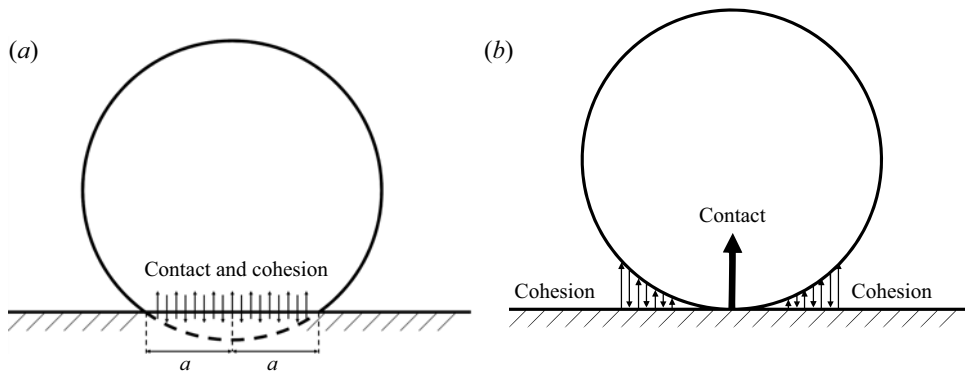 (a)
(b)
Contact and cohesion
a
a
Contact
Cohesion
Cohesion